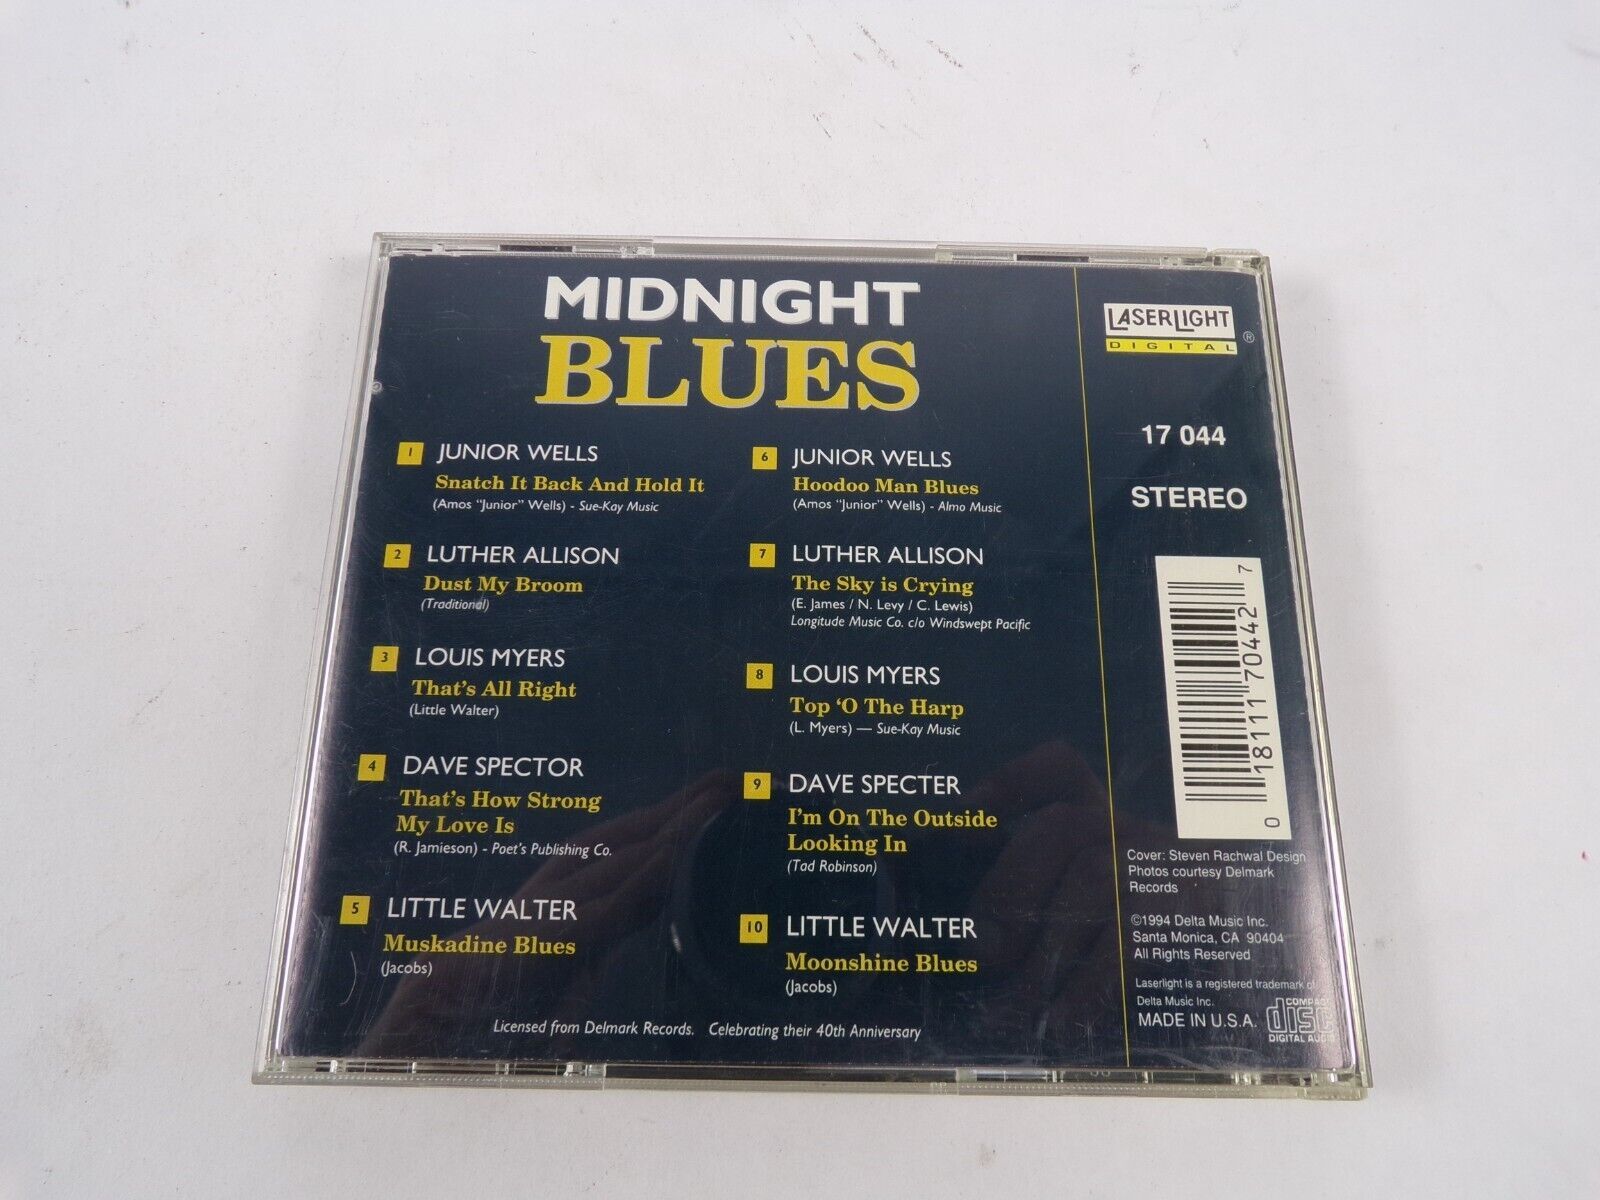 MIDNIGHT
BLUES
1 JUNIOR WELLS
Snatch It Back And Hold It
(Amos "Junior" Wells) - Sue-Kay Music
2 LUTHER ALLISON
Dust My Broom
(Traditional)
3 LOUIS MYERS
That's All Right
(Little Walter)
4 DAVE SPECTOR
That's How Strong
My Love Is
(R. Jamieson) - Poet's Publishing Co.
5 LITTLE WALTER
Muskadine Blues
(Jacobs)
6 JUNIOR WELLS
Hoodoo Man Blues
(Amos "Junior" Wells) - Almo Music
7 LUTHER ALLISON
The Sky is Crying
(E. James / N. Levy / C. Lewis)
Longitude Music Co. c/o Windswept Pacific
8 LOUIS MYERS
Top 'O The Harp
(L. Myers) — Sue-Kay Music
9 DAVE SPECTER
I'm On The Outside
Looking In
(Tad Robinson)
10 LITTLE WALTER
Moonshine Blues
(Jacobs)
Licensed from Delmark Records. Celebrating their 40th Anniversary
LASERLIGHT
DIGITAL ®
17 044
STEREO
0 18111 70442 7
Cover: Steven Rachwal Design
Photos courtesy Delmark
Records
©1994 Delta Music Inc.
Santa Monica, CA 90404
All Rights Reserved
Laserlight is a registered trademark of
Delta Music Inc.
MADE IN U.S.A.
COMPACT
disc
DIGITAL AUDIO